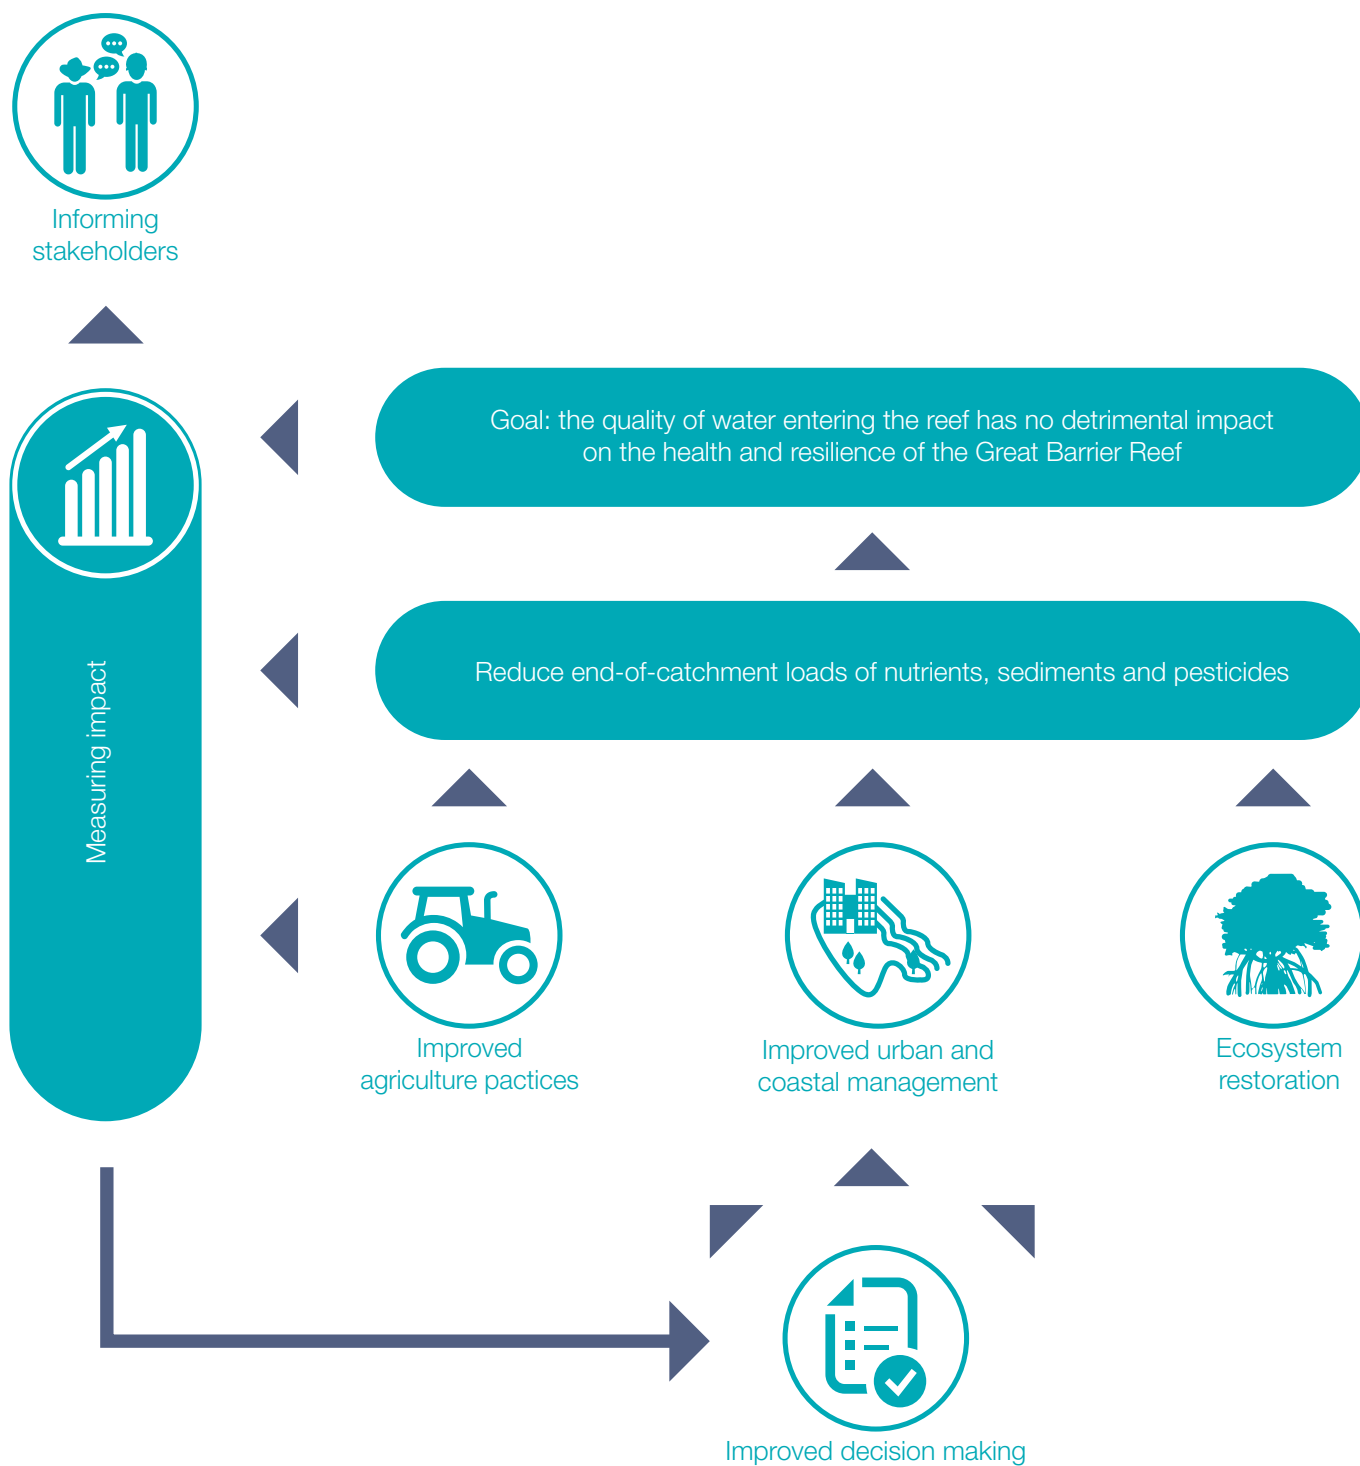 Informing
stakeholders
Goal: the quality of water entering the reef has no detrimental impact
on the health and resilience of the Great Barrier Reef
Reduce end-of-catchment loads of nutrients, sediments and pesticides
Measuring impact
Improved
agriculture pactices
Improved urban and
coastal management
Ecosystem
restoration
Improved decision making